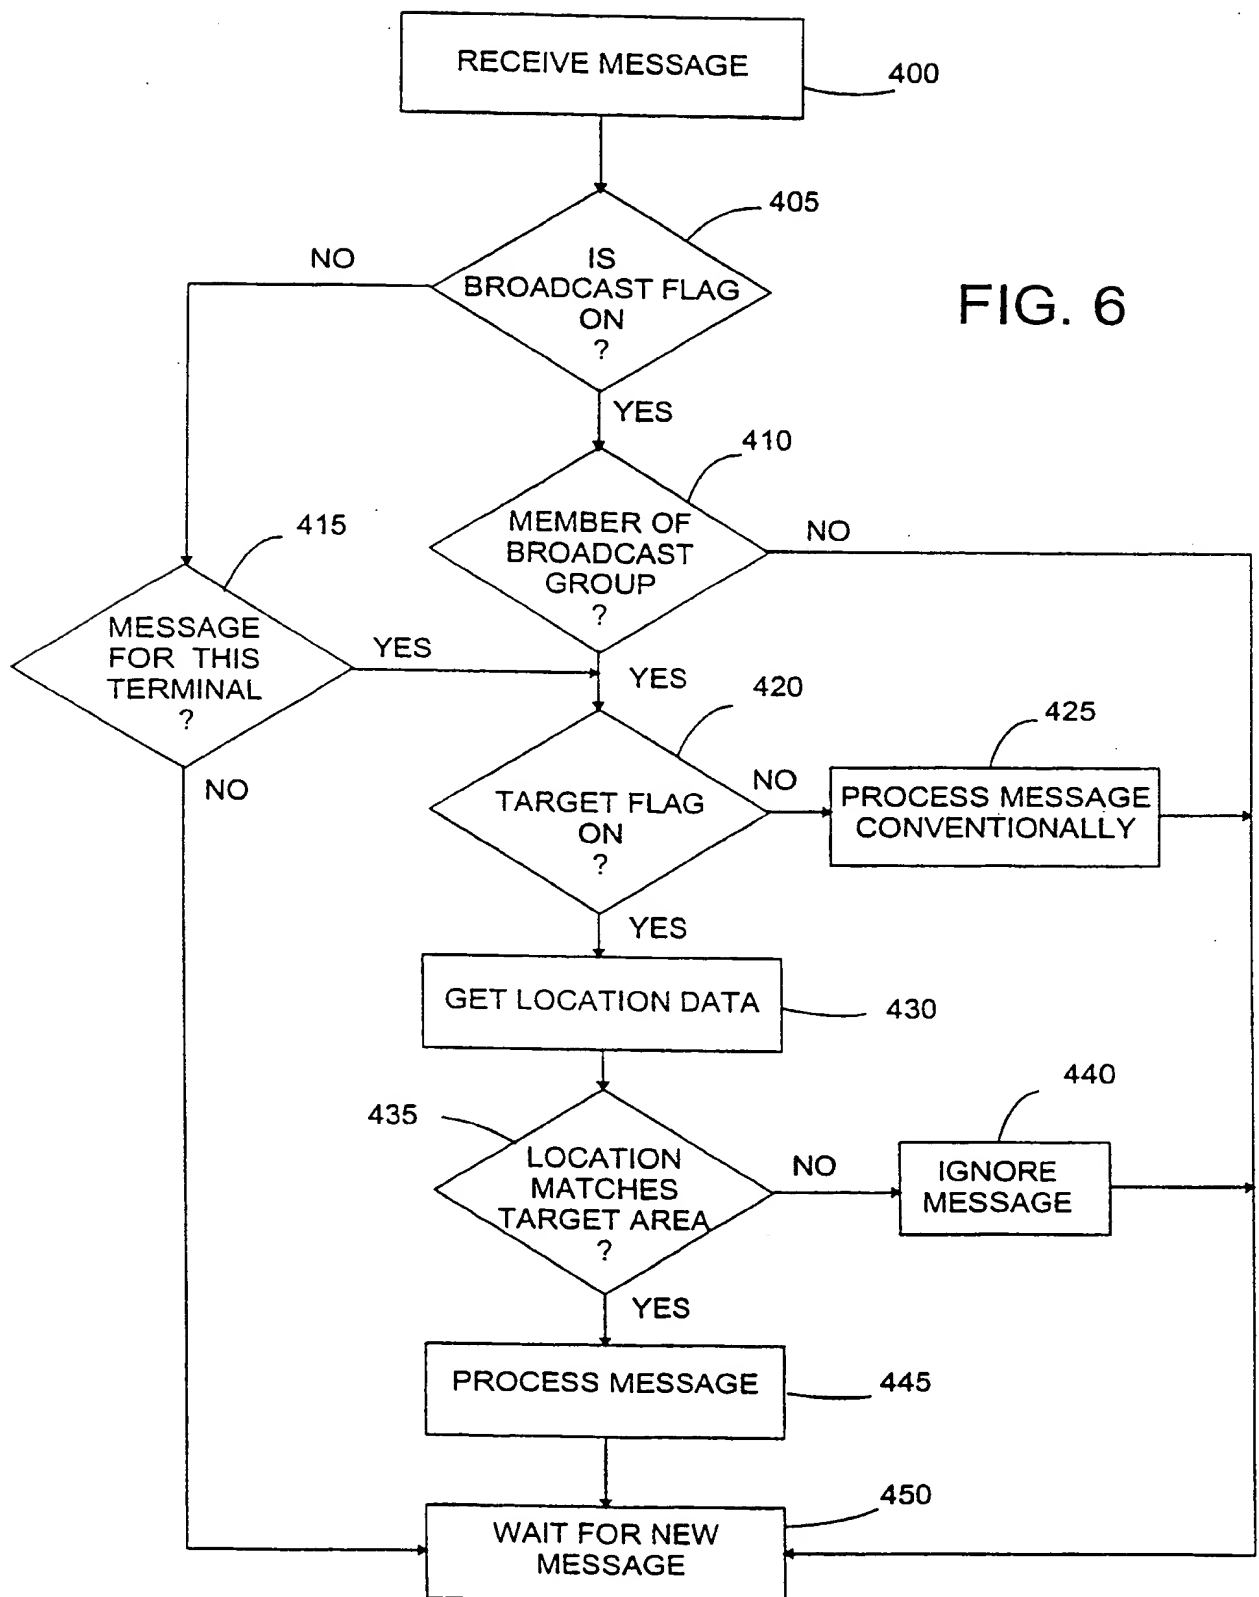 RECEIVE MESSAGE
400
405
NO
IS
BROADCAST FLAG
ON
?
FIG. 6
YES
410
415
MEMBER OF
BROADCAST
GROUP
?
NO
MESSAGE
FOR THIS
TERMINAL
?
YES
YES
420
425
NO
TARGET FLAG
ON
?
NO
PROCESS MESSAGE
CONVENTIONALLY
YES
GET LOCATION DATA
430
435
440
LOCATION
MATCHES
TARGET AREA
?
NO
IGNORE
MESSAGE
YES
PROCESS MESSAGE
445
450
WAIT FOR NEW
MESSAGE